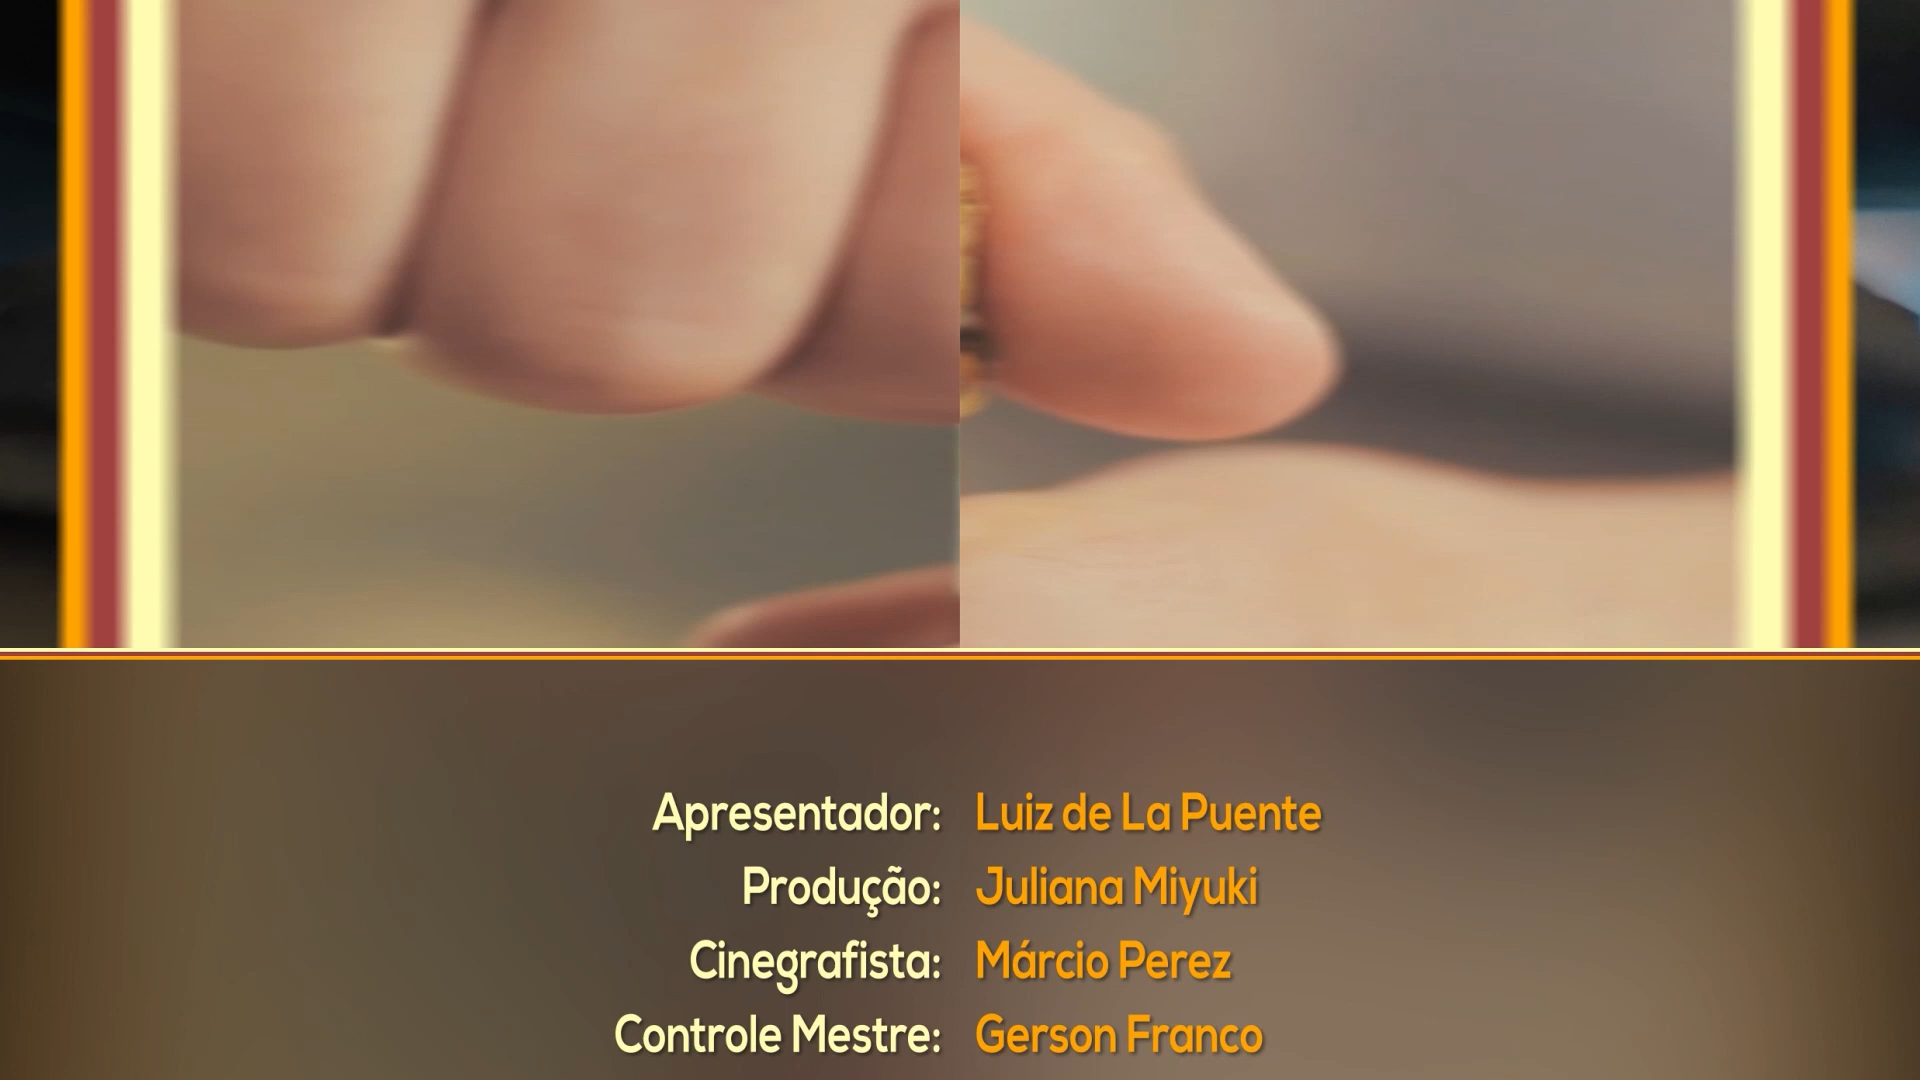 Apresentador: Luiz de La Puente
Produção: Juliana Miyuki
Cinegrafista: Márcio Perez
Controle Mestre: Gerson Franco